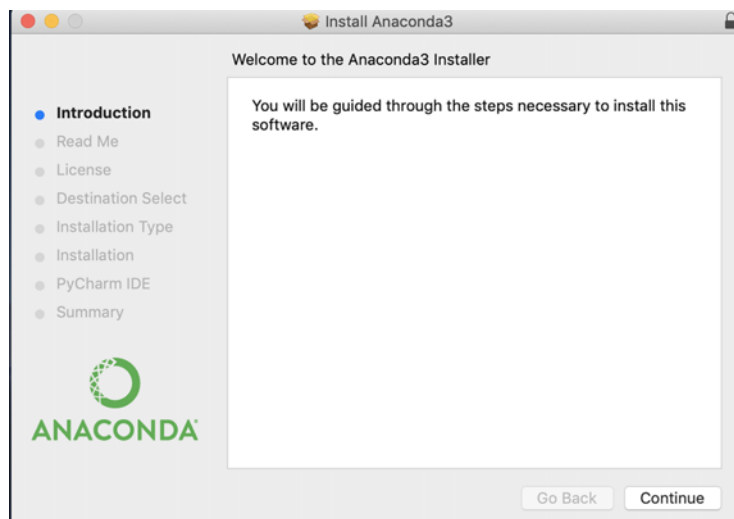 Install Anaconda3
Welcome to the Anaconda3 Installer
Introduction
Read Me
License
Destination Select
Installation Type
Installation
PyCharm IDE
Summary
You will be guided through the steps necessary to install this
software.
ANACONDA
Go Back
Continue